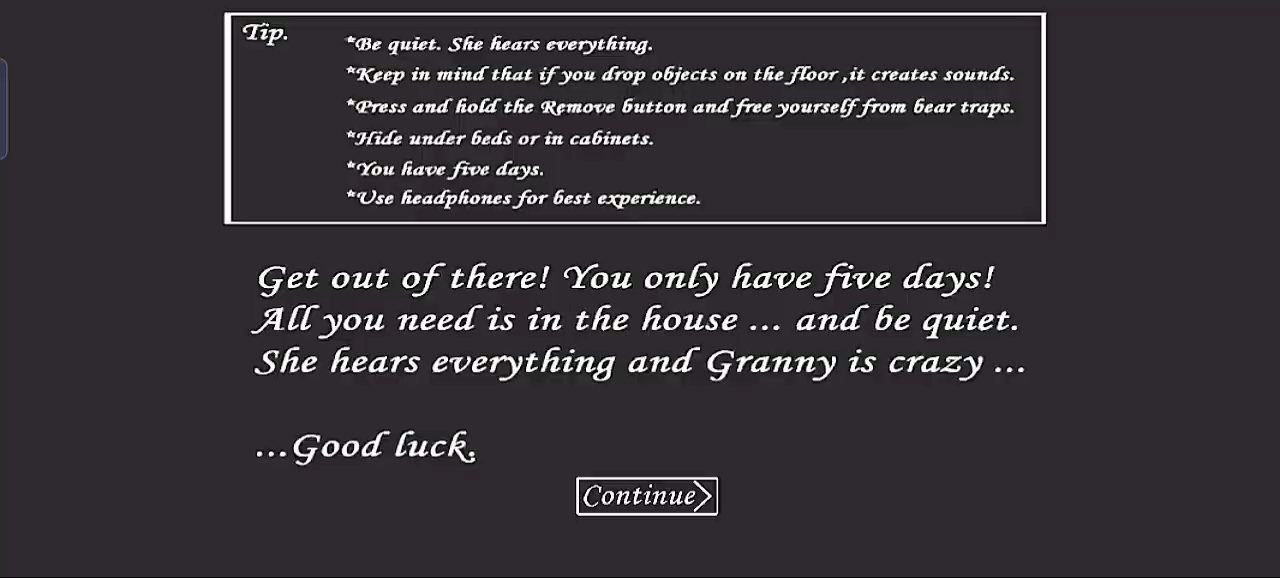 Tip.
*Be quiet. She hears everything.
*Keep in mind that if you drop objects on the floor ,it creates sounds.
*Press and hold the Remove button and free yourself from bear traps.
*Hide under beds or in cabinets.
*You have five days.
*Use headphones for best experience.
Get out of there! You only have five days!
All you need is in the house ... and be quiet.
She hears everything and Granny is crazy ...
...Good luck.
Continue>